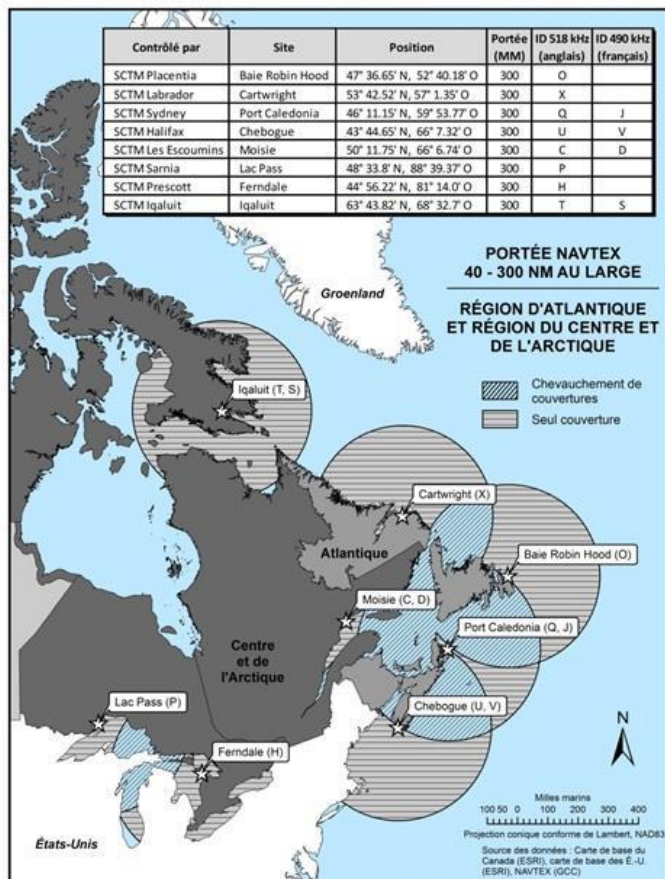 Contrôlé par Site Position Portée (MM) ID 518 kHz (anglais) ID 490 kHz (français)
SCTM Placentia Baie Robin Hood 47° 36.65' N, 52° 40.18' O 300 O
SCTM Labrador Cartwright 53° 42.52' N, 57° 1.35' O 300 X
SCTM Sydney Port Caledonia 46° 11.15' N, 59° 53.77' O 300 Q J
SCTM Halifax Chebogue 43° 44.65' N, 66° 7.32' O 300 U V
SCTM Les Escoumins Moisie 50° 11.75' N, 66° 6.74' O 300 C D
SCTM Sarnia Lac Pass 48° 33.8' N, 88° 39.37' O 300 P
SCTM Prescott Ferndale 44° 56.22' N, 81° 14.0' O 300 H
SCTM Iqaluit Iqaluit 63° 43.82' N, 68° 32.7' O 300 T S
PORTÉE NAVTEX
40 - 300 NM AU LARGE
Groenland
RÉGION D'ATLANTIQUE
ET RÉGION DU CENTRE ET
DE L'ARCTIQUE
Chevauchement de
couvertures
Seul couverture
Iqaluit (T, S)
Cartwright (X)
Atlantique
Baie Robin Hood (O)
Moisie (C, D)
Port Caledonia (Q, J)
Centre
et de
l'Arctique
Lac Pass (P)
Chebogue (U, V)
Ferndale (H)
N
Milles marins
100 50 0 100 200 300 400
Projection conique conforme de Lambert, NAD83
États-Unis
Source des données : Carte de base du
Canada (ESRI), carte de base des É.-U.
(ESRI), NAVTEX (GCC)